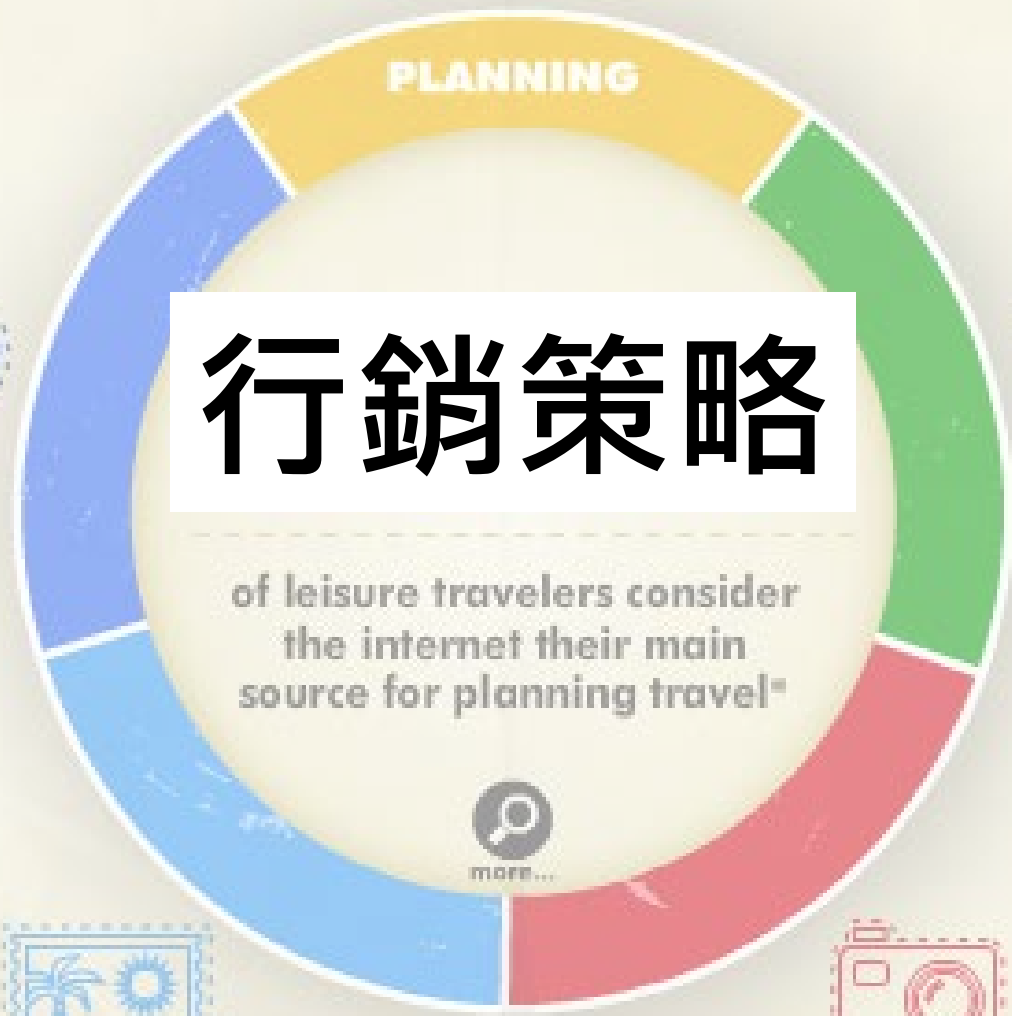 PLANNING
行銷策略
of leisure travelers consider
the internet their main
source for planning travel*
more...